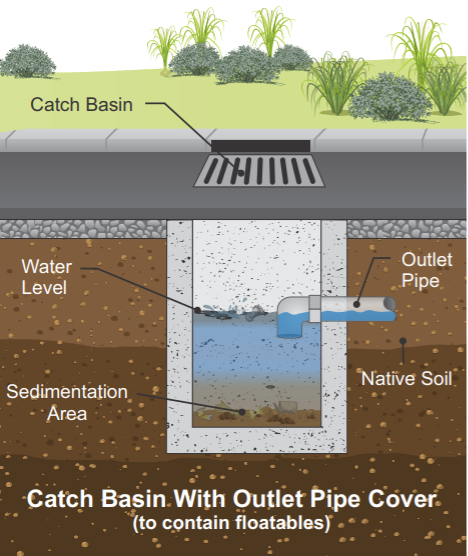 Catch Basin
Water
Level
Outlet
Pipe
Native Soil
Sedimentation
Area
Catch Basin With Outlet Pipe Cover
(to contain floatables)